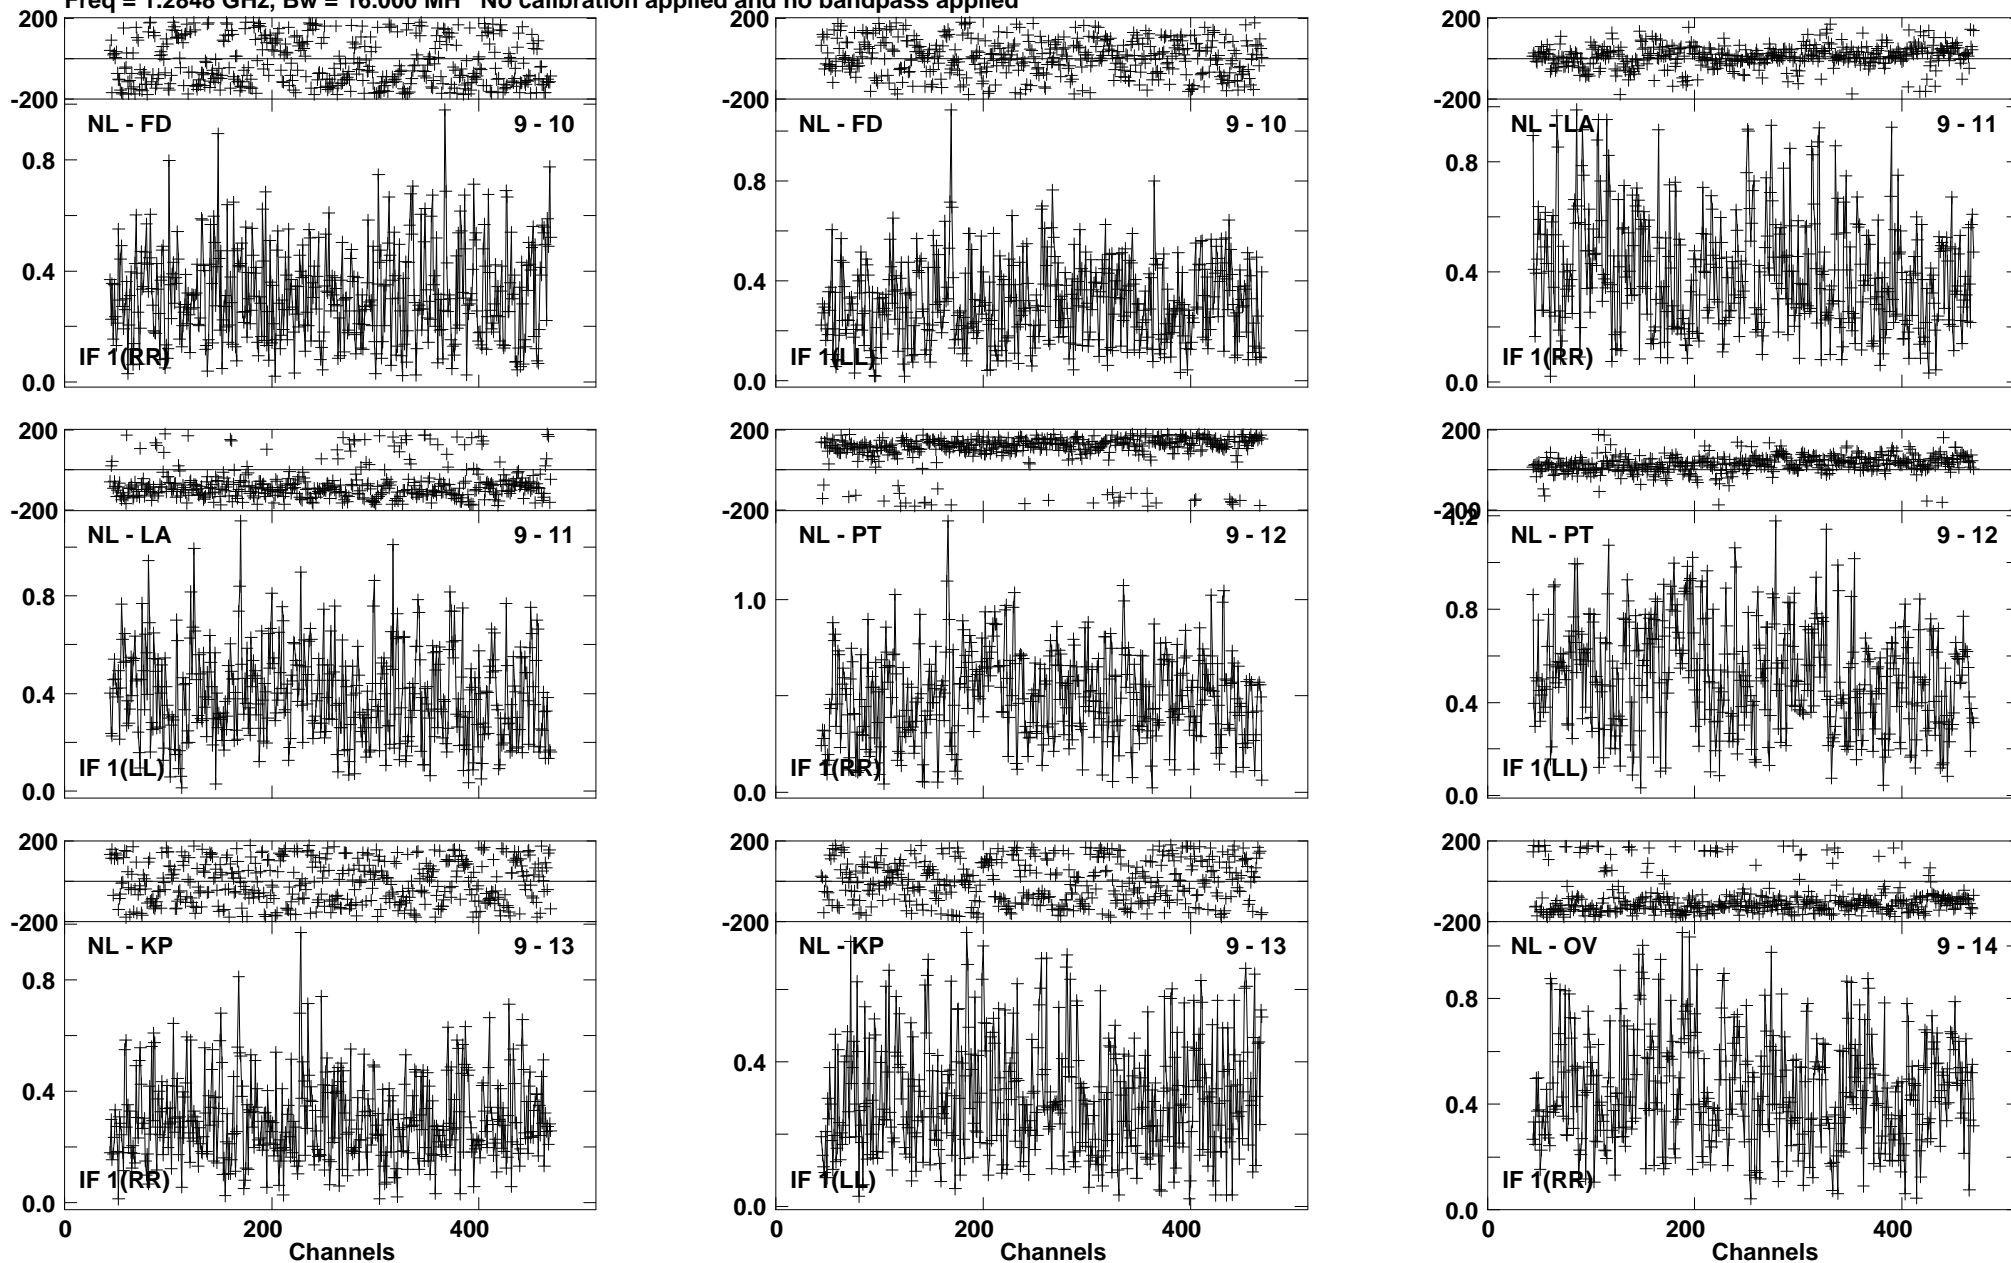 Freq = 1.2848 GHz, Bw = 16.000 MH No calibration applied and no bandpass applied
200
-200
NL - FD 9 - 10
0.8
0.4
0.0
IF 1(RR)
200
-200
NL - FD 9 - 10
0.8
0.4
0.0
IF 1(LL)
200
-200
NL - LA 9 - 11
0.8
0.4
0.0
IF 1(RR)
200
-200
NL - LA 9 - 11
0.8
0.4
0.0
IF 1(LL)
200
-200
NL - PT 9 - 12
1.0
0.0
IF 1(RR)
200
-200
1.2
NL - PT 9 - 12
0.8
0.4
0.0
IF 1(LL)
200
-200
NL - KP 9 - 13
0.8
0.4
0.0
IF 1(RR)
0 200 400
Channels
200
-200
NL - KP 9 - 13
0.4
0.0
IF 1(LL)
0 200 400
200
-200
NL - OV 9 - 14
0.8
0.4
0.0
IF 1(RR)
0 200 400
Channels